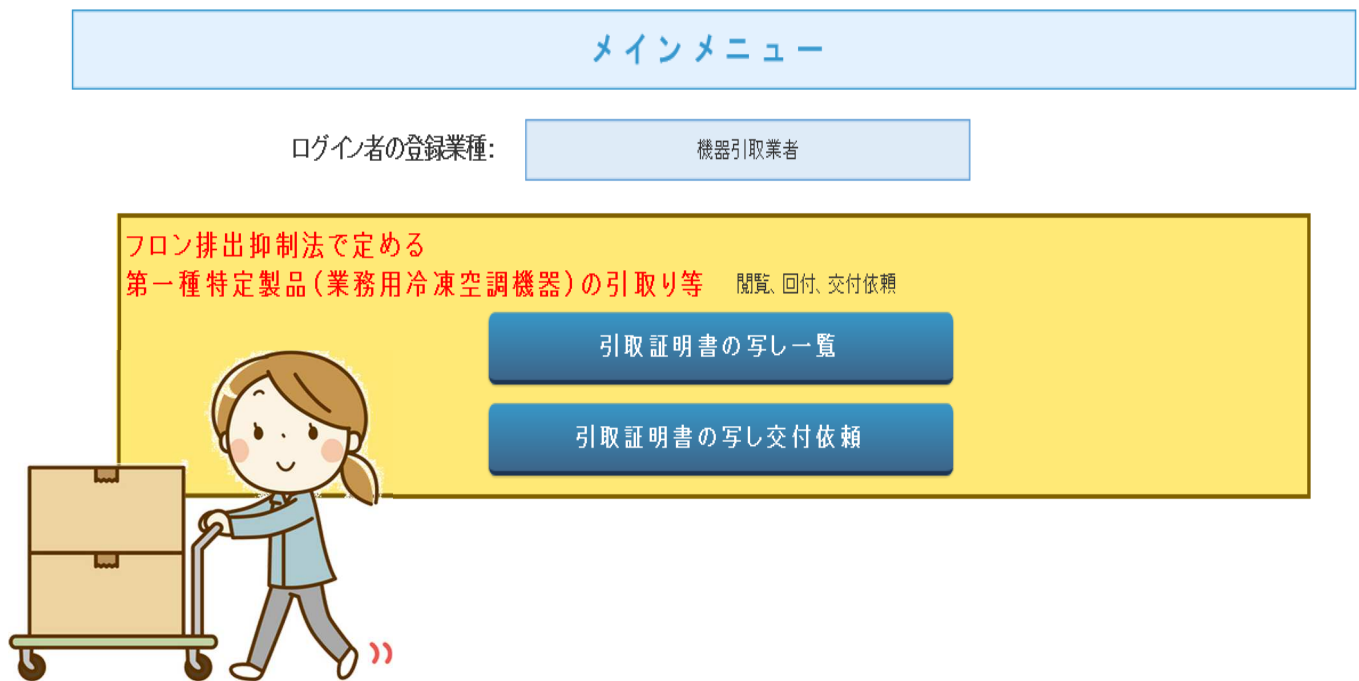 メインメニュー
ログイン者の登録業種: 機器引取業者
フロン排出抑制法で定める
第一種特定製品(業務用冷凍空調機器)の引取り等 閲覧、回付、交付依頼
引取証明書の写し一覧
引取証明書の写し交付依頼